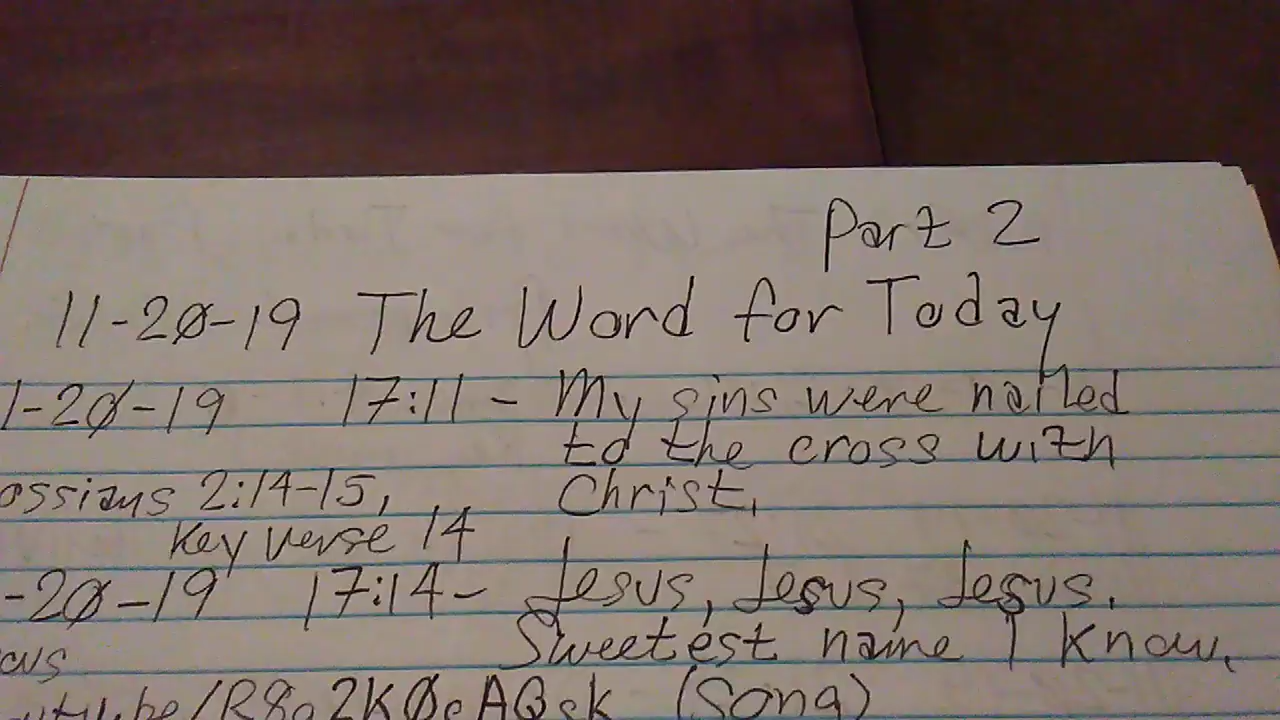 Part 2
11-20-19 The Word for Today
1-20-19 17:11 - My sins were nailed
to the cross with
ossians 2:14-15, Christ.
Key verse 14
-20-19 17:14- Jesus, Jesus, Jesus.
Sweetest name I know.
(Song)